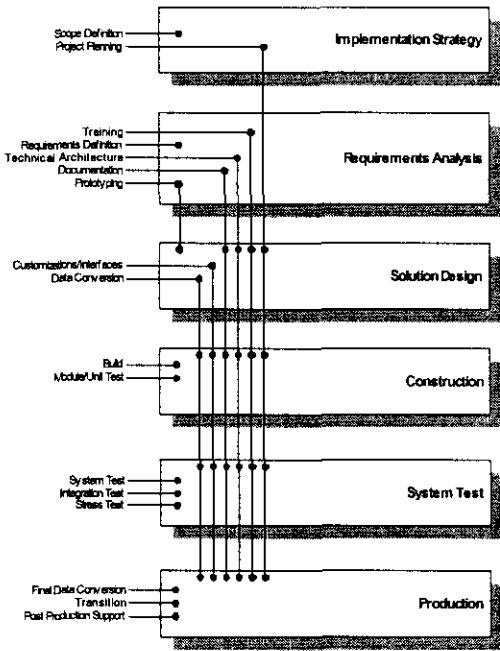 Scope Definition
Project Planning
Implementation Strategy
Training
Requirements Definition
Technical Architecture
Documentation
Prototyping
Requirements Analysis
Customizations/Interfaces
Data Conversion
Solution Design
Build
Module/Unit Test
Construction
System Test
Integration Test
Stress Test
System Test
Final Data Conversion
Transition
Post Production Support
Production